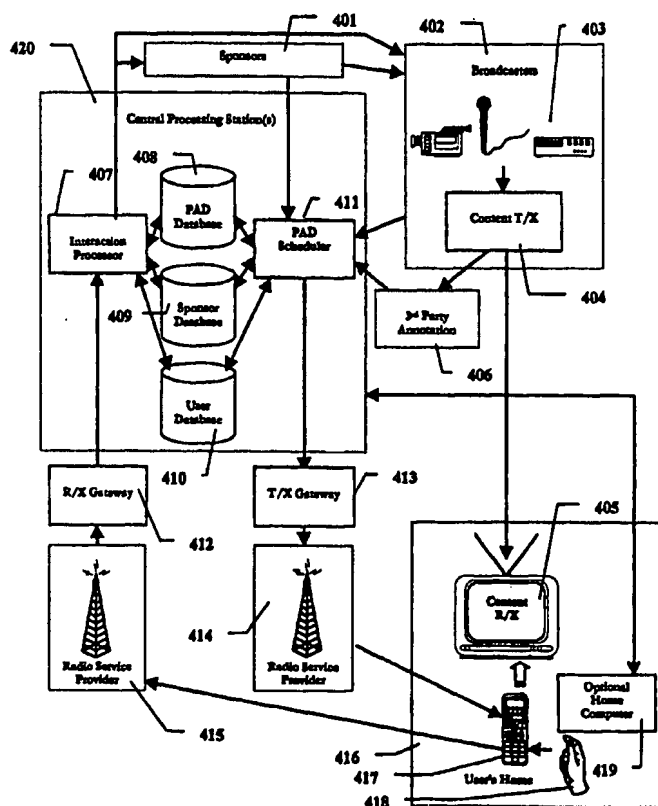 401
402
403
420
Sponsors
Broadcasters
Central Processing Station(s)
408
407
411
PAD
Database
PAD
Scheduler
Interaction
Processor
Content T/X
404
Sponsor
Database
409
3rd Party
Annotation
406
User
Database
410
413
R/X Gateway
T/X Gateway
405
412
Content
R/X
414
Radio Service
Provider
Radio Service
Provider
Optional
Home
Computer
415
416
419
417
User's Home
418